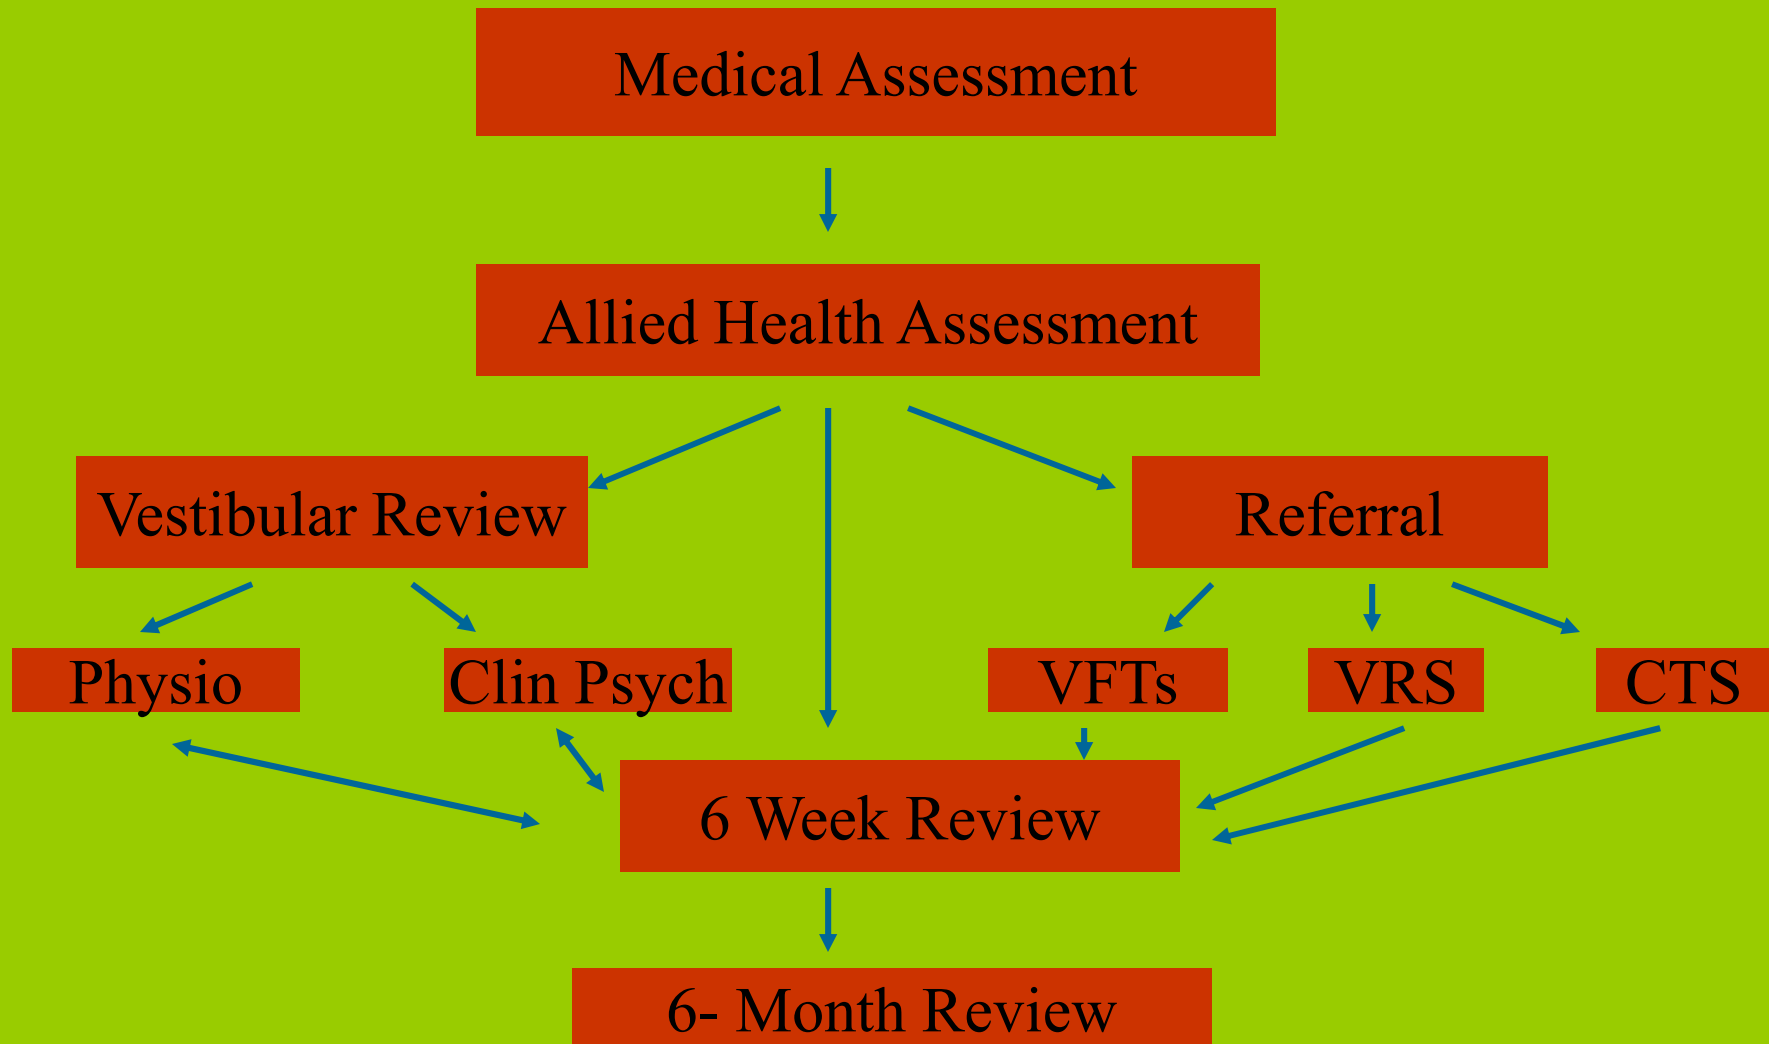 Medical Assessment
Allied Health Assessment
Vestibular Review
Referral
Physio
Clin Psych
VFTs
VRS
CTS
6 Week Review
6- Month Review